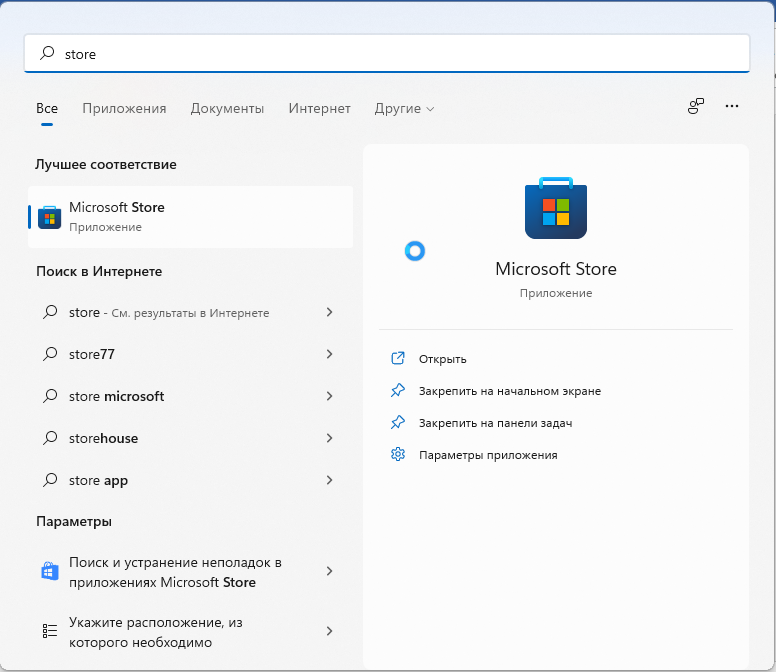 store
Все Приложения Документы Интернет Другие
Лучшее соответствие
Microsoft Store
Приложение
Поиск в Интернете
store - См. результаты в Интернете
store77
store microsoft
storehouse
store app
Параметры
Поиск и устранение неполадок в
приложениях Microsoft Store
Укажите расположение, из
которого необходимо
Microsoft Store
Приложение
Открыть
Закрепить на начальном экране
Закрепить на панели задач
Параметры приложения